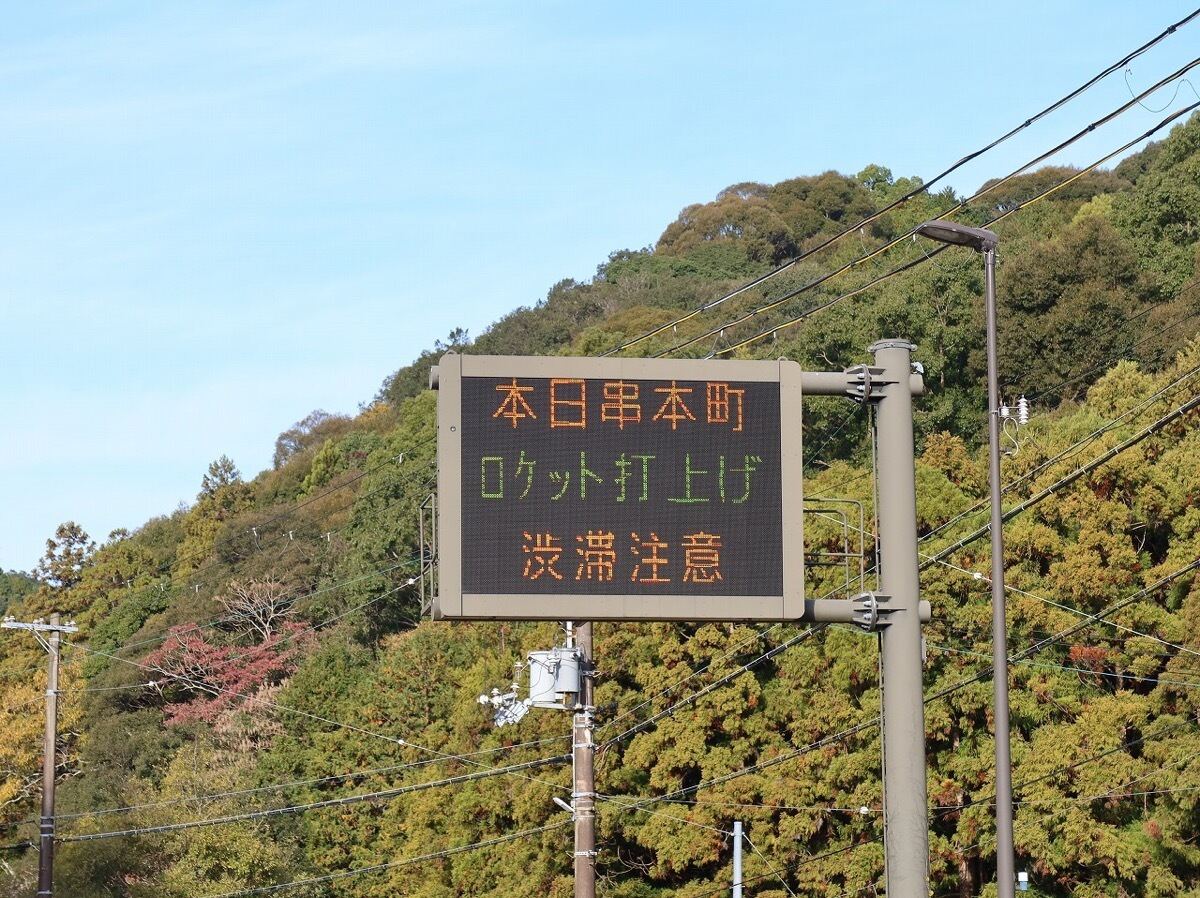 本日串本町
ロケット打上げ
渋滞注意